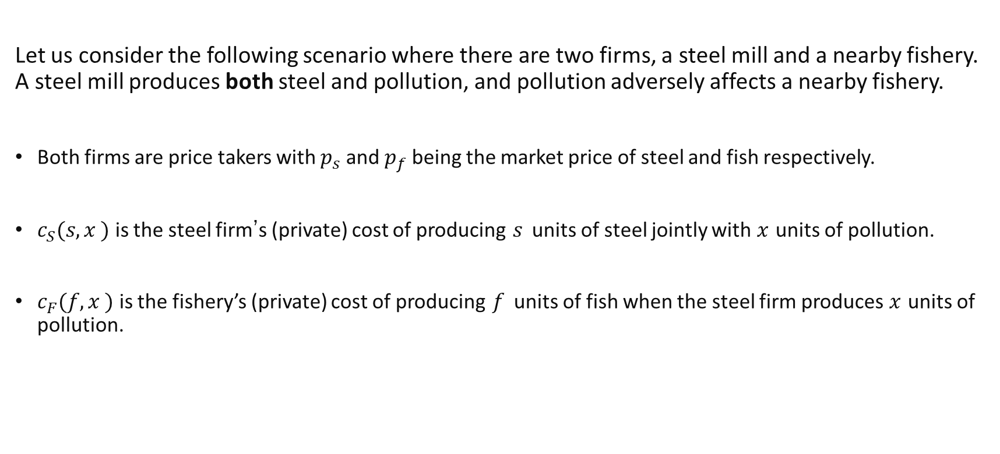 Let us consider the following scenario where there are two firms, a steel mill and a nearby fishery.
A steel mill produces both steel and pollution, and pollution adversely affects a nearby fishery.
• Both firms are price takers with pₛ and p_f being the market price of steel and fish respectively.
• c_S(s, x ) is the steel firm’s (private) cost of producing s units of steel jointly with x units of pollution.
• c_F(f, x ) is the fishery’s (private) cost of producing f units of fish when the steel firm produces x units of
pollution.